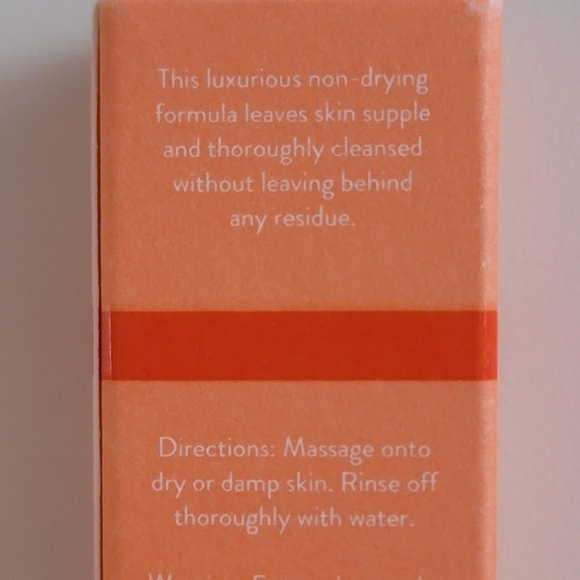 This luxurious non-drying
formula leaves skin supple
and thoroughly cleansed
without leaving behind
any residue.
Directions: Massage onto
dry or damp skin. Rinse off
thoroughly with water.